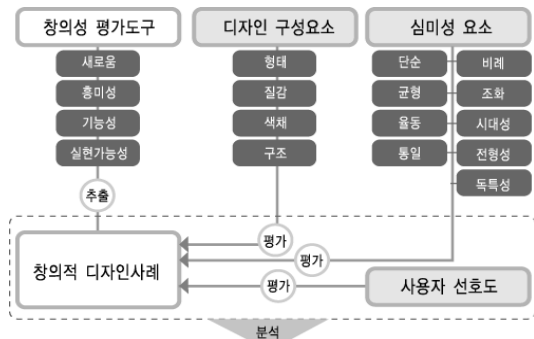 창의성 평가도구
새로움
흥미성
기능성
실현가능성
추출
디자인 구성요소
형태
질감
색채
구조
심미성 요소
단순
비례
균형
조화
율동
시대성
통일
전형성
독특성
평가
평가
평가
창의적 디자인사례
사용자 선호도
분석